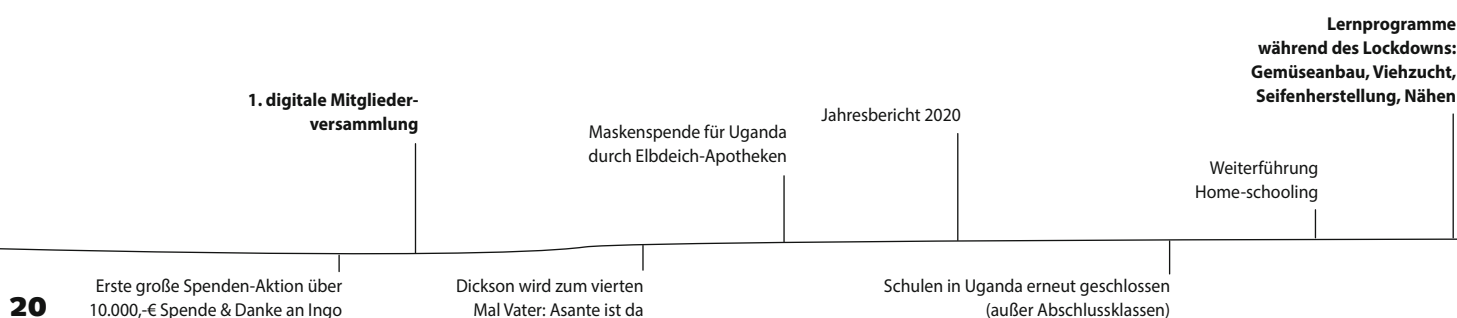 Lernprogramme
während des Lockdowns:
Gemüseanbau, Viehzucht,
Seifenherstellung, Nähen
1. digitale Mitglieder-
versammlung
Maskenspende für Uganda
durch Elbdeich-Apotheken
Jahresbericht 2020
Weiterführung
Home-schooling
Erste große Spenden-Aktion über
10.000,-€ Spende & Danke an Ingo
Dickson wird zum vierten
Mal Vater: Asante ist da
Schulen in Uganda erneut geschlossen
(außer Abschlussklassen)
20